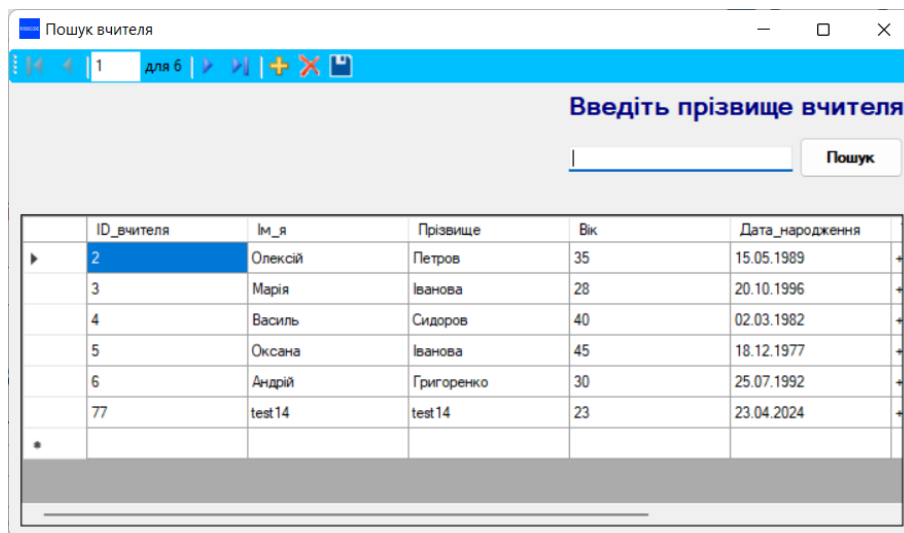 Пошук вчителя
1 для 6
Введіть прізвище вчителя
Пошук
ID_вчителя Ім_я Прізвище Вік Дата_народження
2 Олексій Петров 35 15.05.1989
3 Марія Іванова 28 20.10.1996
4 Василь Сидоров 40 02.03.1982
5 Оксана Іванова 45 18.12.1977
6 Андрій Григоренко 30 25.07.1992
77 test14 test14 23 23.04.2024